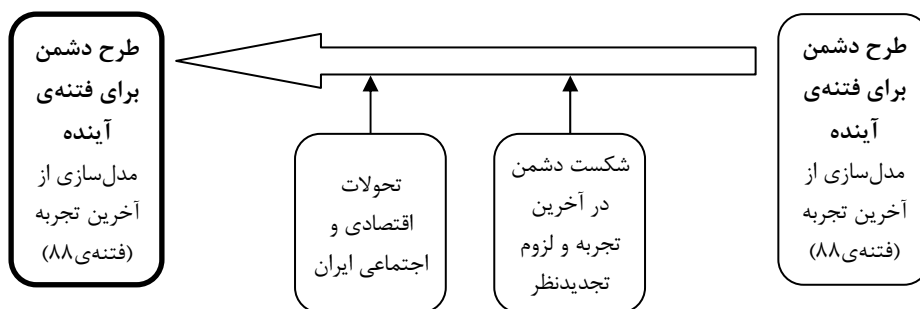 طرح دشمن
برای فتنه‌ی
آینده
مدل‌سازی از
آخرین تجربه
(فتنه‌ی۸۸)
شکست دشمن
در آخرین
تجربه و لزوم
تجدیدنظر
تحولات
اقتصادی و
اجتماعی ایران
طرح دشمن
برای فتنه‌ی
آینده
مدل‌سازی از
آخرین تجربه
(فتنه‌ی۸۸)